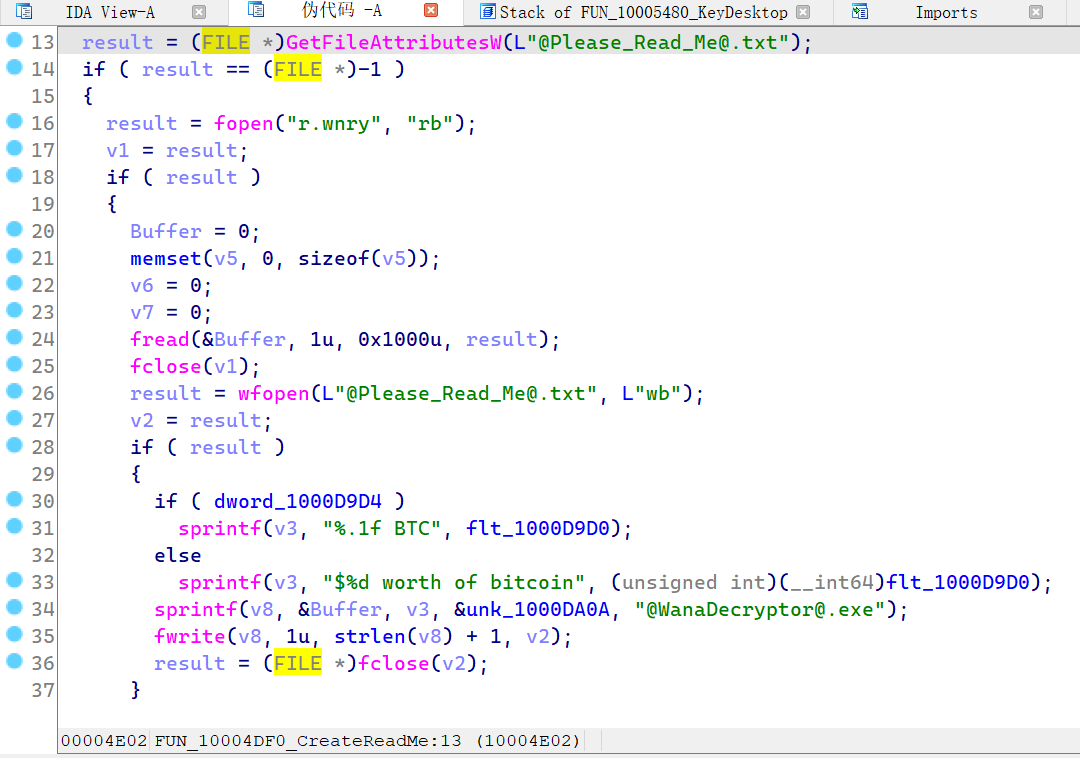 IDA View-A 伪代码 -A Stack of FUN_10005480_KeyDesktop Imports
13 result = (FILE *)GetFileAttributesW(L"@Please_Read_Me@.txt");
14 if ( result == (FILE *)-1 )
15 {
16 result = fopen("r.wnry", "rb");
17 v1 = result;
18 if ( result )
19 {
20 Buffer = 0;
21 memset(v5, 0, sizeof(v5));
22 v6 = 0;
23 v7 = 0;
24 fread(&Buffer, 1u, 0x1000u, result);
25 fclose(v1);
26 result = wfopen(L"@Please_Read_Me@.txt", L"wb");
27 v2 = result;
28 if ( result )
29 {
30 if ( dword_1000D9D4 )
31 sprintf(v3, "%.1f BTC", flt_1000D9D0);
32 else
33 sprintf(v3, "$%d worth of bitcoin", (unsigned int)(__int64)flt_1000D9D0);
34 sprintf(v8, &Buffer, v3, &unk_1000DA0A, "@WanaDecryptor@.exe");
35 fwrite(v8, 1u, strlen(v8) + 1, v2);
36 result = (FILE *)fclose(v2);
37 }
00004E02 FUN_10004DF0_CreateReadMe:13 (10004E02)